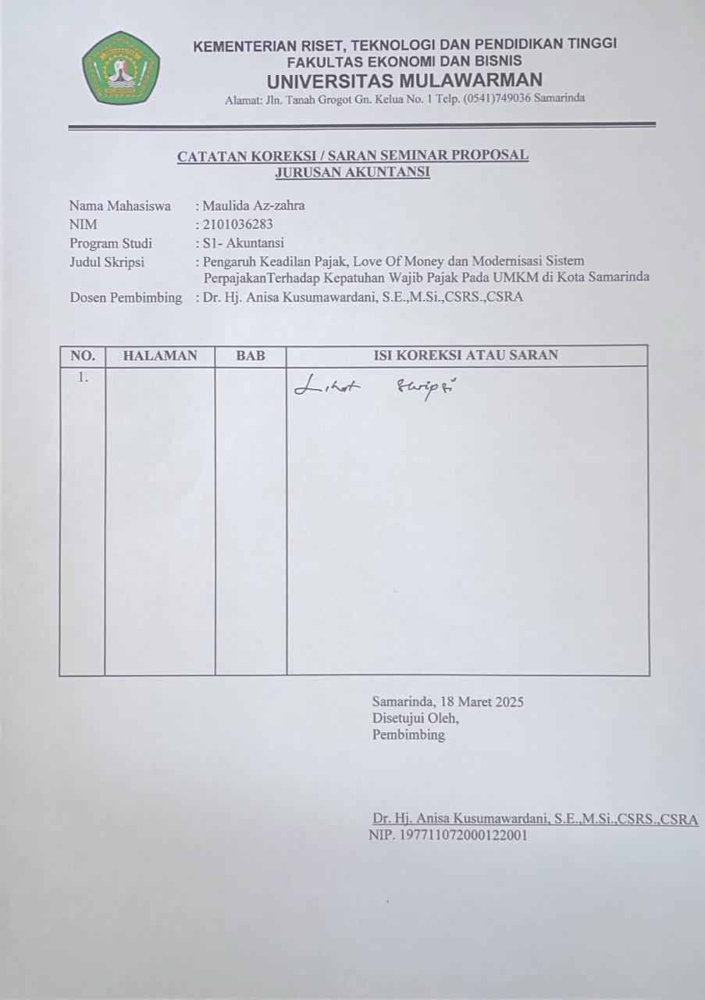 KEMENTERIAN RISET, TEKNOLOGI DAN PENDIDIKAN TINGGI
FAKULTAS EKONOMI DAN BISNIS
UNIVERSITAS MULAWARMAN
Alamat: Jln. Tanah Grogot Gn. Kelua No. 1 Telp. (0541)749036 Samarinda
CATATAN KOREKSI / SARAN SEMINAR PROPOSAL
JURUSAN AKUNTANSI
Nama Mahasiswa : Maulida Az-zahra
NIM : 2101036283
Program Studi : S1- Akuntansi
Judul Skripsi : Pengaruh Keadilan Pajak, Love Of Money dan Modernisasi Sistem
PerpajakanTerhadap Kepatuhan Wajib Pajak Pada UMKM di Kota Samarinda
Dosen Pembimbing : Dr. Hj. Anisa Kusumawardani, S.E.,M.Si.,CSRS.,CSRA
NO. HALAMAN BAB ISI KOREKSI ATAU SARAN
1. Lihat Skripsi
Samarinda, 18 Maret 2025
Disetujui Oleh,
Pembimbing
Dr. Hj. Anisa Kusumawardani, S.E.,M.Si.,CSRS.,CSRA
NIP. 197711072000122001